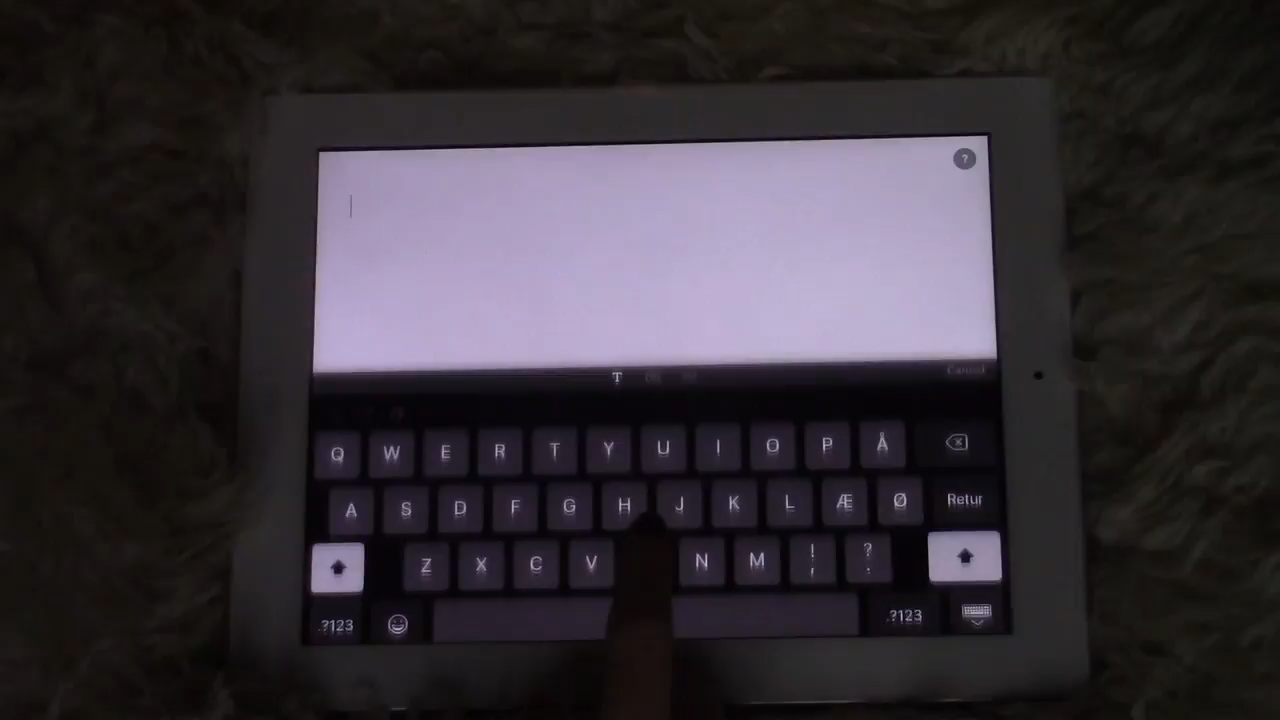 ?
T
Cancel
Q W E R T Y U I O P Å
A S D F G H J K L Æ Ø Retur
Z X C V N M ! , ? .
.?123 .?123